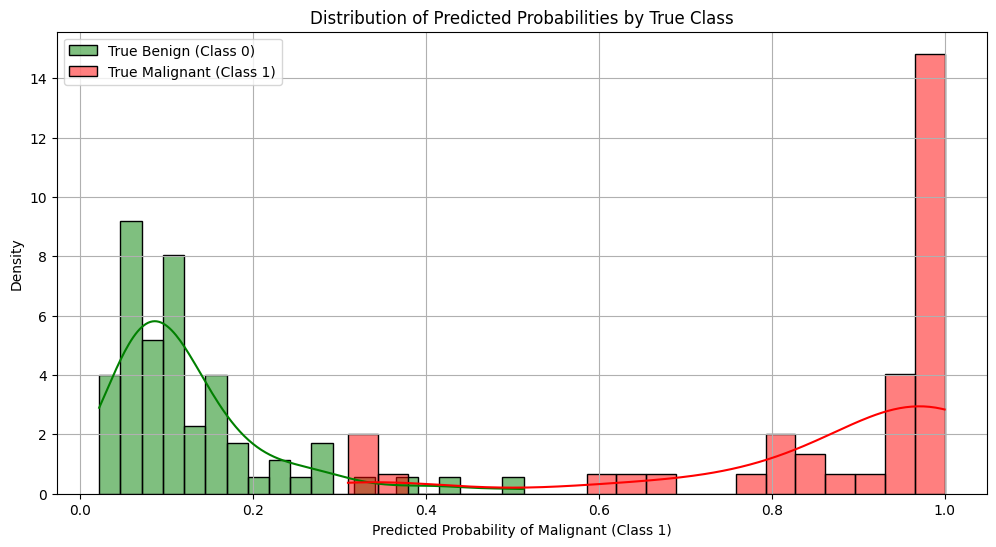 Distribution of Predicted Probabilities by True Class
True Benign (Class 0)
True Malignant (Class 1)
Density
14
12
10
8
6
4
2
0
0.0 0.2 0.4 0.6 0.8 1.0
Predicted Probability of Malignant (Class 1)